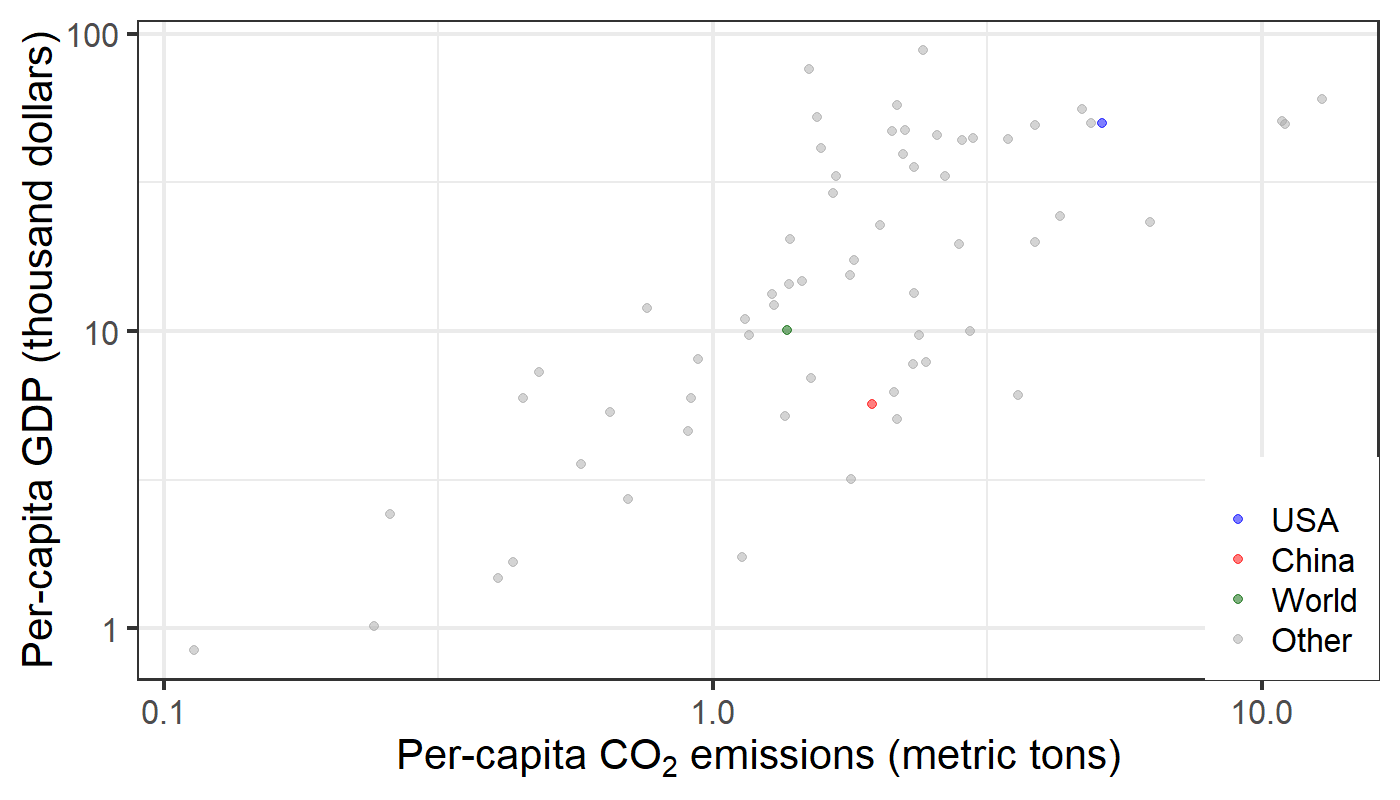 Per-capita GDP (thousand dollars)
100
10
1
USA
China
World
Other
0.1 1.0 10.0
Per-capita CO₂ emissions (metric tons)